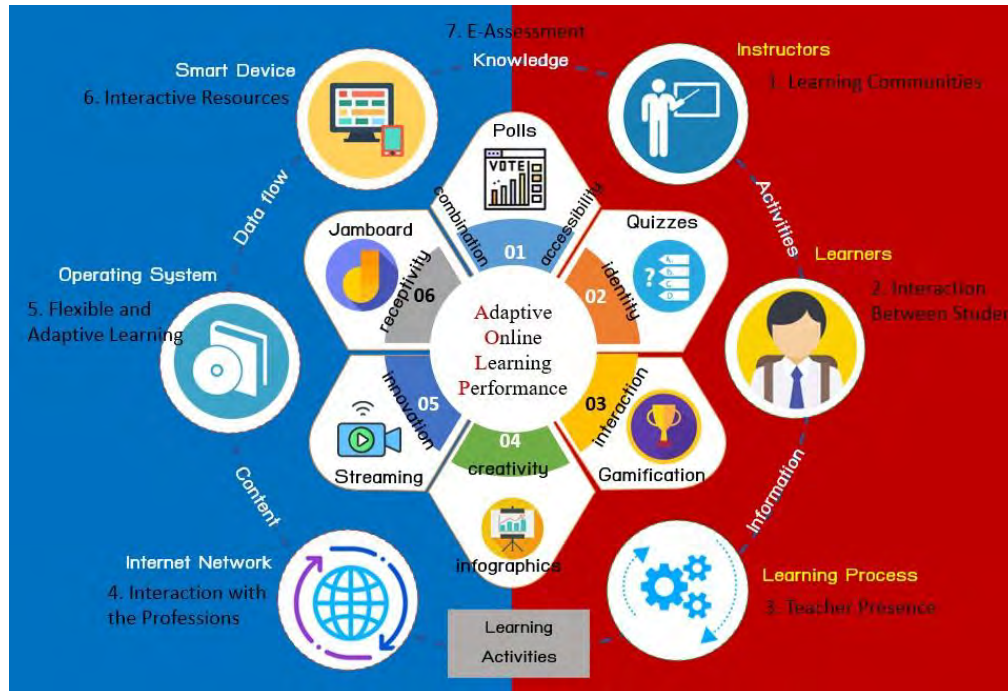 7. E-Assessment
Knowledge
Smart Device
6. Interactive Resources
Instructors
1. Learning Communities
Data flow
Activities
Polls
VOTE
combination
accessibility
01
Jamboard
receptivity
06
Quizzes
?
A
B
C
D
identity
02
Operating System
5. Flexible and
Adaptive Learning
Learners
2. Interaction
Between Studen
Adaptive
Online
Learning
Performance
innovation
05
Streaming
03
interaction
Gamification
04
creativity
infographics
Content
Information
Internet Network
4. Interaction with
the Professions
Learning Process
3. Teacher Presence
Learning
Activities